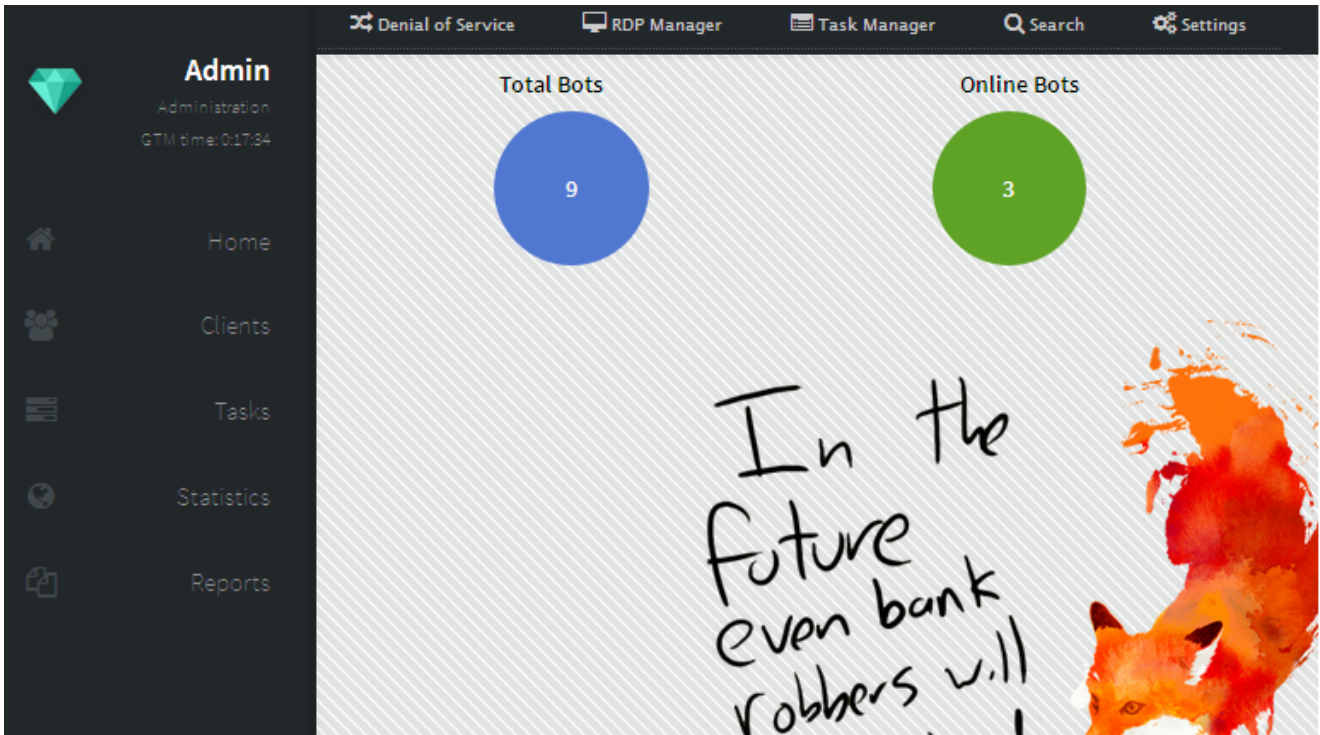 Denial of Service RDP Manager Task Manager Search Settings
Admin
Administration
GTM time: 0:17:34
Home
Clients
Tasks
Statistics
Reports
Total Bots Online Bots
9 3
In the
future
even bank
robbers will